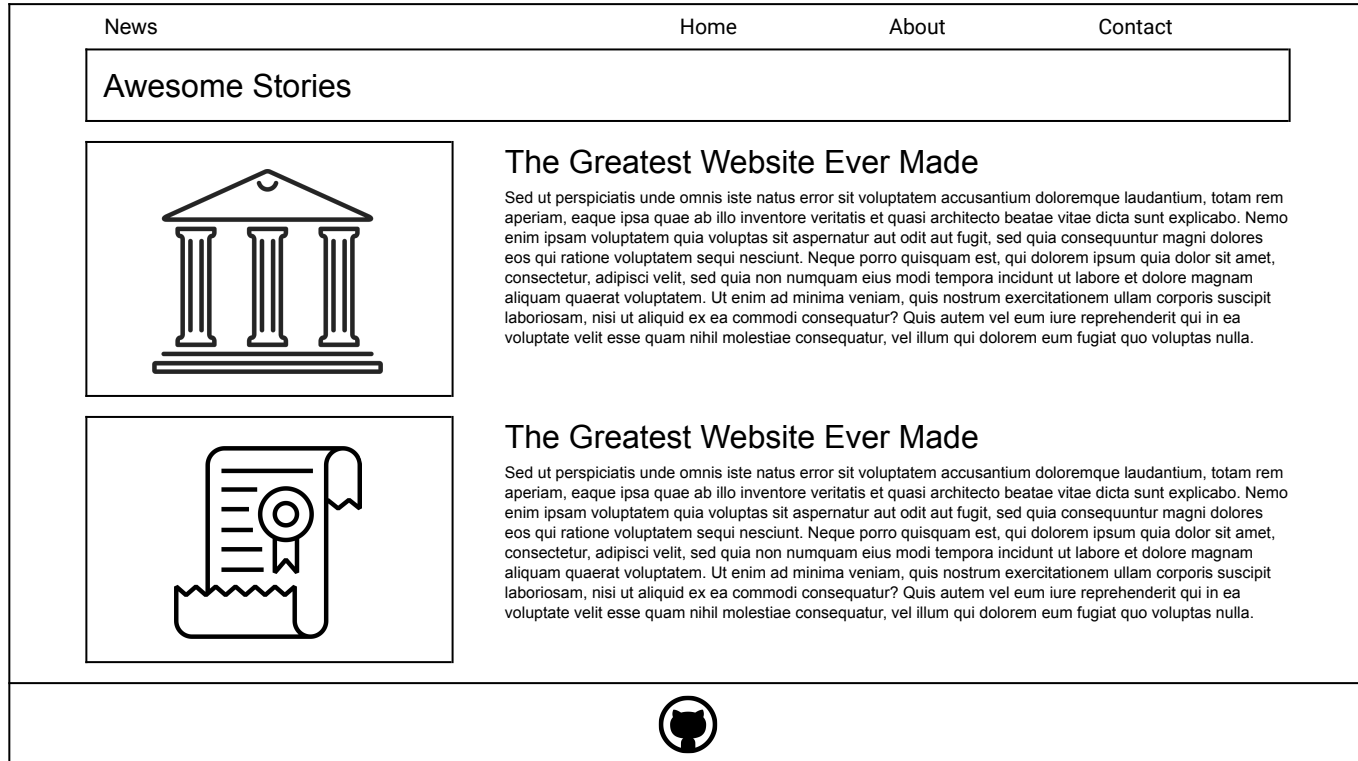 News
Home
About
Contact
Awesome Stories
The Greatest Website Ever Made
Sed ut perspiciatis unde omnis iste natus error sit voluptatem accusantium doloremque laudantium, totam rem
aperiam, eaque ipsa quae ab illo inventore veritatis et quasi architecto beatae vitae dicta sunt explicabo. Nemo
enim ipsam voluptatem quia voluptas sit aspernatur aut odit aut fugit, sed quia consequuntur magni dolores
eos qui ratione voluptatem sequi nesciunt. Neque porro quisquam est, qui dolorem ipsum quia dolor sit amet,
consectetur, adipisci velit, sed quia non numquam eius modi tempora incidunt ut labore et dolore magnam
aliquam quaerat voluptatem. Ut enim ad minima veniam, quis nostrum exercitationem ullam corporis suscipit
laboriosam, nisi ut aliquid ex ea commodi consequatur? Quis autem vel eum iure reprehenderit qui in ea
voluptate velit esse quam nihil molestiae consequatur, vel illum qui dolorem eum fugiat quo voluptas nulla.
The Greatest Website Ever Made
Sed ut perspiciatis unde omnis iste natus error sit voluptatem accusantium doloremque laudantium, totam rem
aperiam, eaque ipsa quae ab illo inventore veritatis et quasi architecto beatae vitae dicta sunt explicabo. Nemo
enim ipsam voluptatem quia voluptas sit aspernatur aut odit aut fugit, sed quia consequuntur magni dolores
eos qui ratione voluptatem sequi nesciunt. Neque porro quisquam est, qui dolorem ipsum quia dolor sit amet,
consectetur, adipisci velit, sed quia non numquam eius modi tempora incidunt ut labore et dolore magnam
aliquam quaerat voluptatem. Ut enim ad minima veniam, quis nostrum exercitationem ullam corporis suscipit
laboriosam, nisi ut aliquid ex ea commodi consequatur? Quis autem vel eum iure reprehenderit qui in ea
voluptate velit esse quam nihil molestiae consequatur, vel illum qui dolorem eum fugiat quo voluptas nulla.